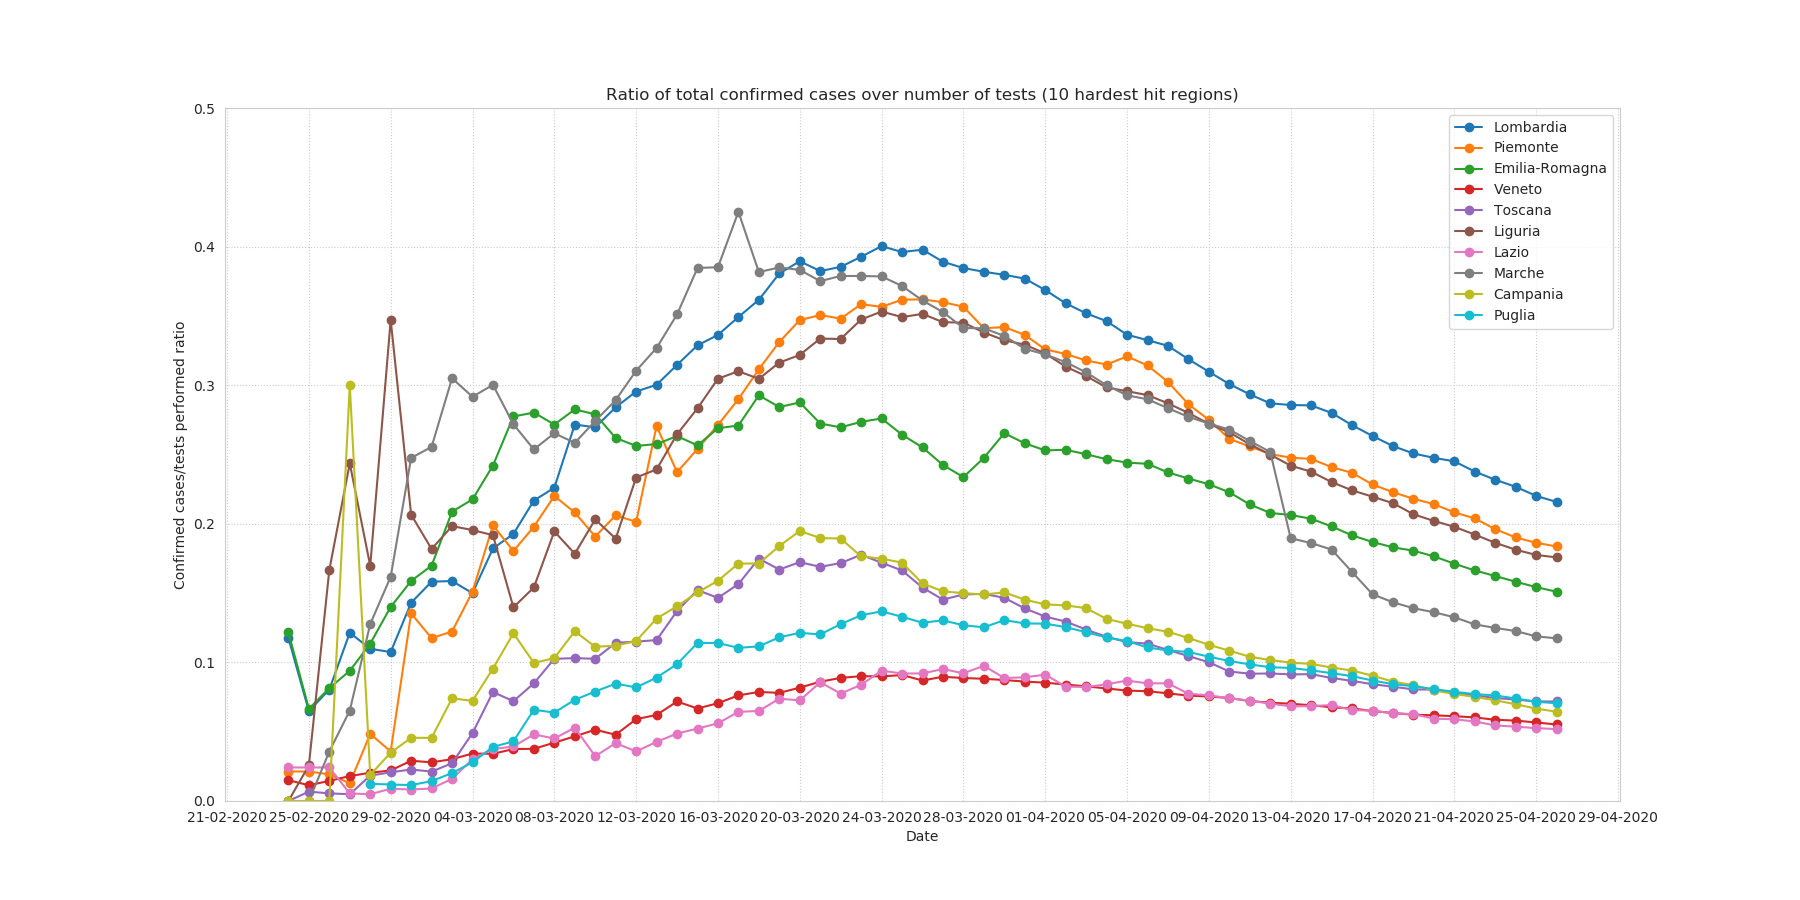 Ratio of total confirmed cases over number of tests (10 hardest hit regions)
0.5
0.4
0.3
0.2
0.1
0.0
Confirmed cases/tests performed ratio
Lombardia
Piemonte
Emilia-Romagna
Veneto
Toscana
Liguria
Lazio
Marche
Campania
Puglia
21-02-2020 25-02-2020 29-02-2020 04-03-2020 08-03-2020 12-03-2020 16-03-2020 20-03-2020 24-03-2020 28-03-2020 01-04-2020 05-04-2020 09-04-2020 13-04-2020 17-04-2020 21-04-2020 25-04-2020 29-04-2020
Date